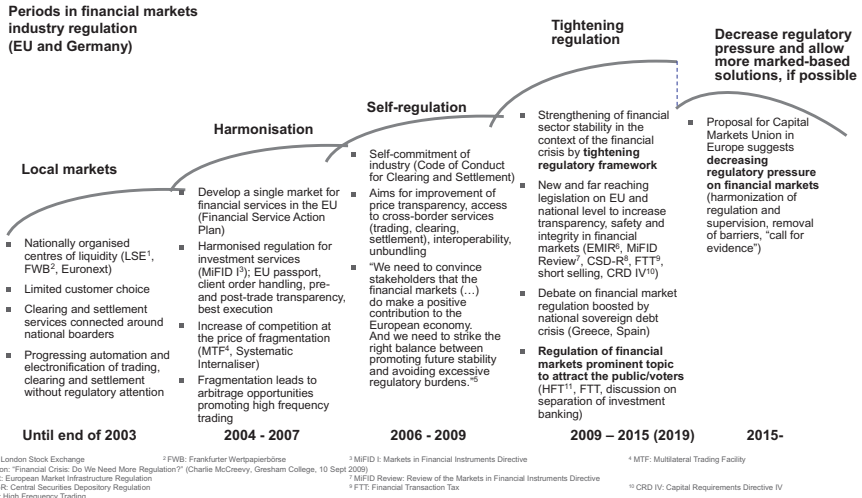 Periods in financial markets
industry regulation
(EU and Germany)
Local markets
▪ Nationally organised
centres of liquidity (LSE¹,
FWB², Euronext)
▪ Limited customer choice
▪ Clearing and settlement
services connected around
national boarders
▪ Progressing automation and
electronification of trading,
clearing and settlement
without regulatory attention
Until end of 2003
Harmonisation
▪ Develop a single market for
financial services in the EU
(Financial Service Action
Plan)
▪ Harmonised regulation for
investment services
(MiFID I³); EU passport,
client order handling, pre-
and post-trade transparency,
best execution
▪ Increase of competition at
the price of fragmentation
(MTF⁴, Systematic
Internaliser)
▪ Fragmentation leads to
arbitrage opportunities
promoting high frequency
trading
2004 - 2007
Self-regulation
▪ Self-commitment of
industry (Code of Conduct
for Clearing and Settlement)
▪ Aims for improvement of
price transparency, access
to cross-border services
(trading, clearing,
settlement), interoperability,
unbundling
▪ “We need to convince
stakeholders that the
financial markets (…)
do make a positive
contribution to the
European economy.
And we need to strike the
right balance between
promoting future stability
and avoiding excessive
regulatory burdens.”⁵
2006 - 2009
Tightening
regulation
▪ Strengthening of financial
sector stability in the
context of the financial
crisis by tightening
regulatory framework
▪ New and far reaching
legislation on EU and
national level to increase
transparency, safety and
integrity in financial
markets (EMIR⁶, MiFID
Review⁷, CSD-R⁸, FTT⁹,
short selling, CRD IV¹⁰)
▪ Debate on financial market
regulation boosted by
national sovereign debt
crisis (Greece, Spain)
▪ Regulation of financial
markets prominent topic
to attract the public/voters
(HFT¹¹, FTT, discussion on
separation of investment
banking)
2009 – 2015 (2019)
Decrease regulatory
pressure and allow
more marked-based
solutions, if possible
▪ Proposal for Capital
Markets Union in
Europe suggests
decreasing
regulatory pressure
on financial markets
(harmonization of
regulation and
supervision, removal
of barriers, “call for
evidence”)
2015-
London Stock Exchange ² FWB: Frankfurter Wertpapierbörse ³ MiFID I: Markets in Financial Instruments Directive ⁴ MTF: Multilateral Trading Facility
on: “Financial Crisis: Do We Need More Regulation?” (Charlie McCreevy, Gresham College, 10 Sept 2009)
: European Market Infrastructure Regulation ⁷ MiFID Review: Review of the Markets in Financial Instruments Directive
-R: Central Securities Depository Regulation ⁹ FTT: Financial Transaction Tax ¹⁰ CRD IV: Capital Requirements Directive IV
: High Frequency Trading